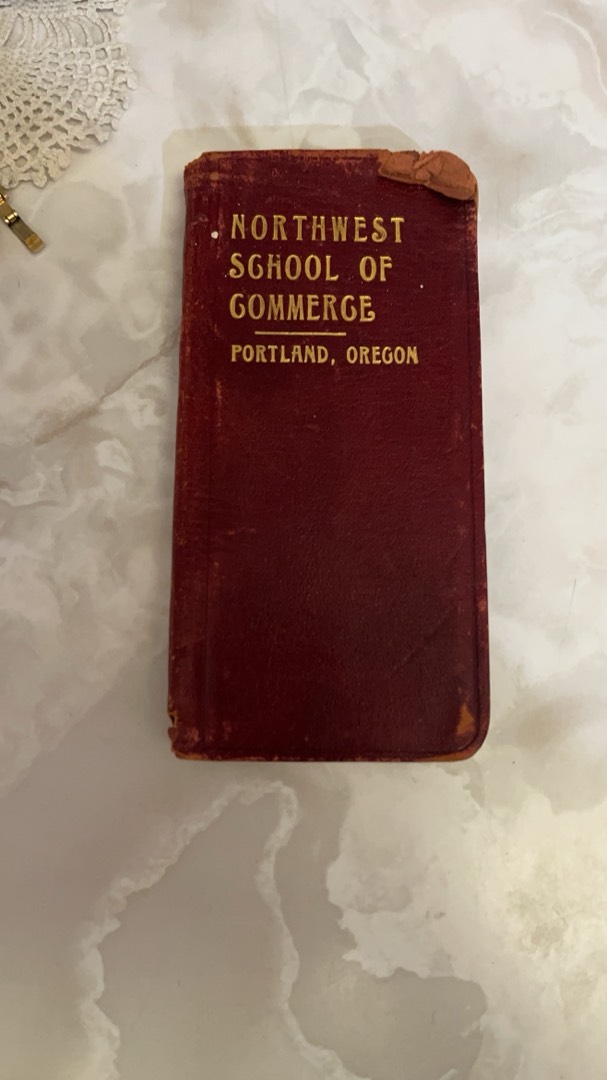 NORTHWEST
SCHOOL OF
COMMERCE
PORTLAND, OREGON